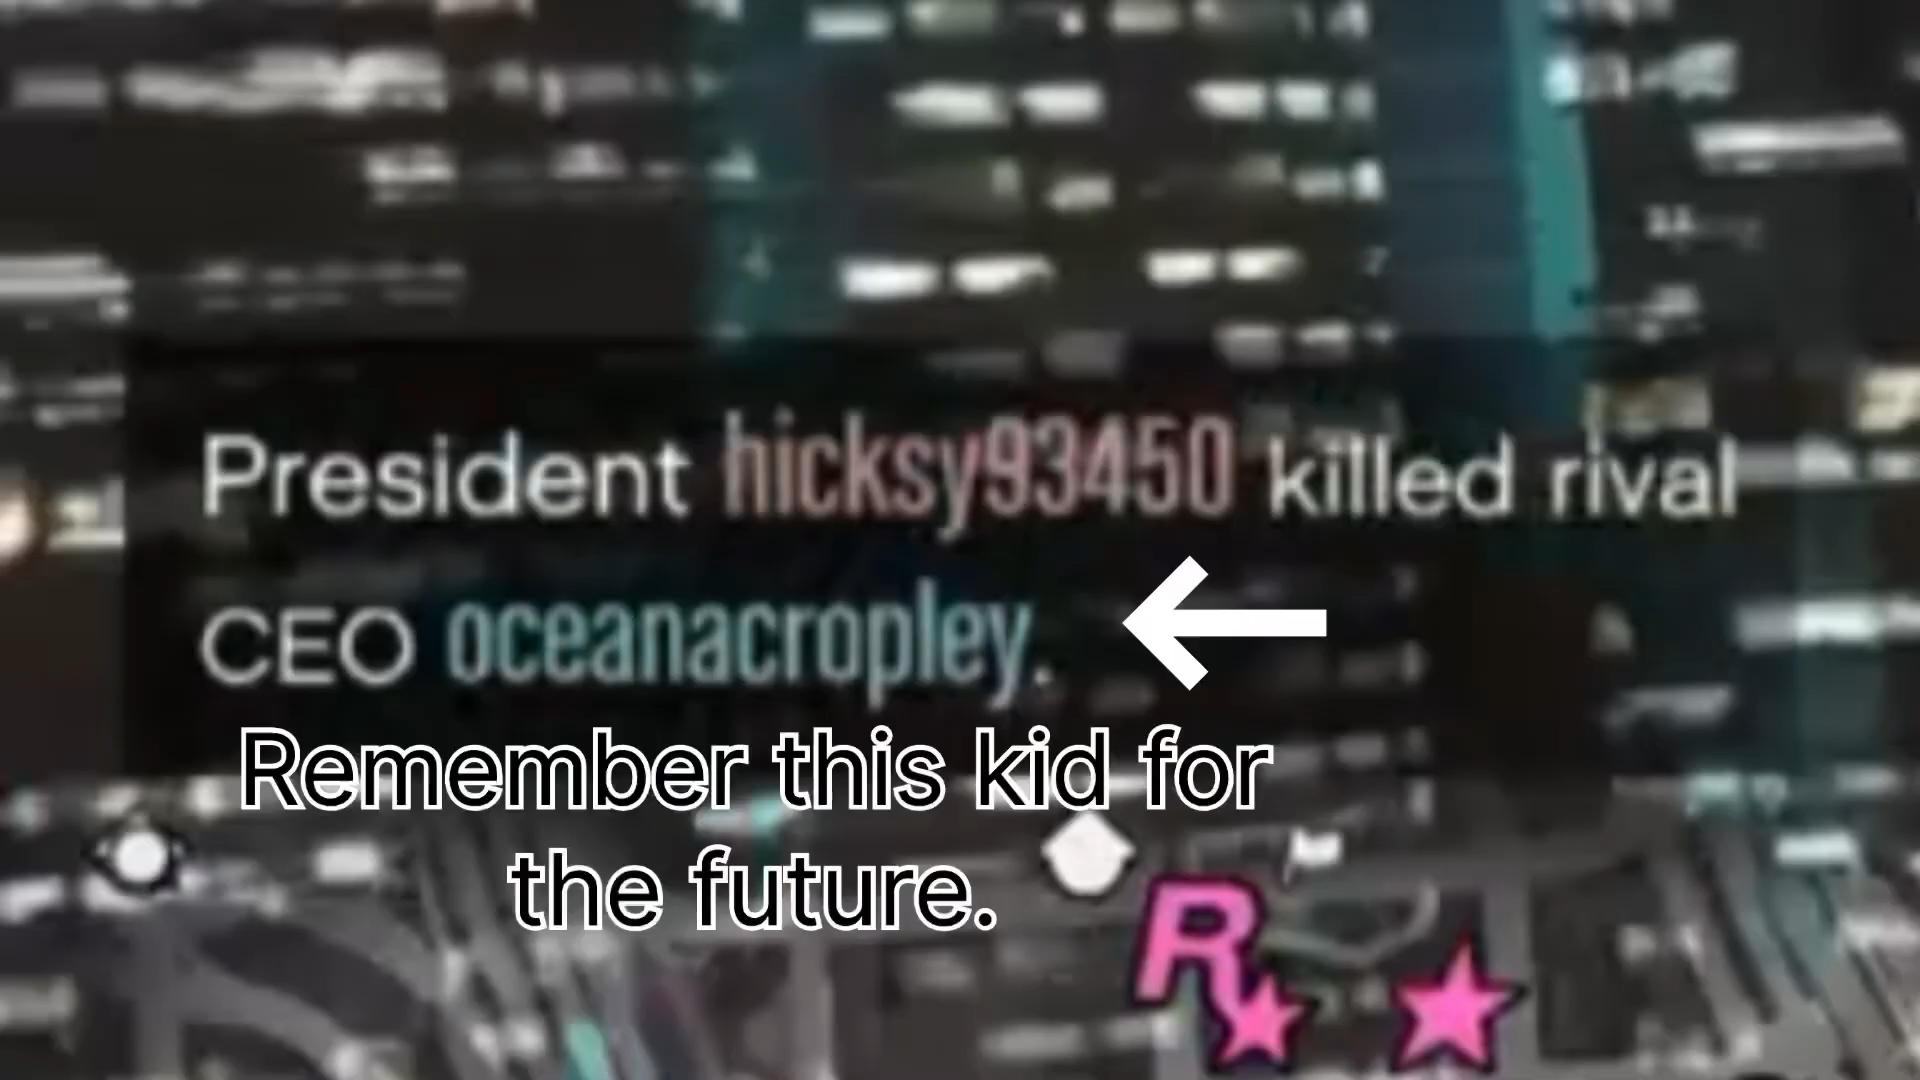 President hicksy93450 killed rival
CEO oceanacropley.
Remember this kid for
the future.
R